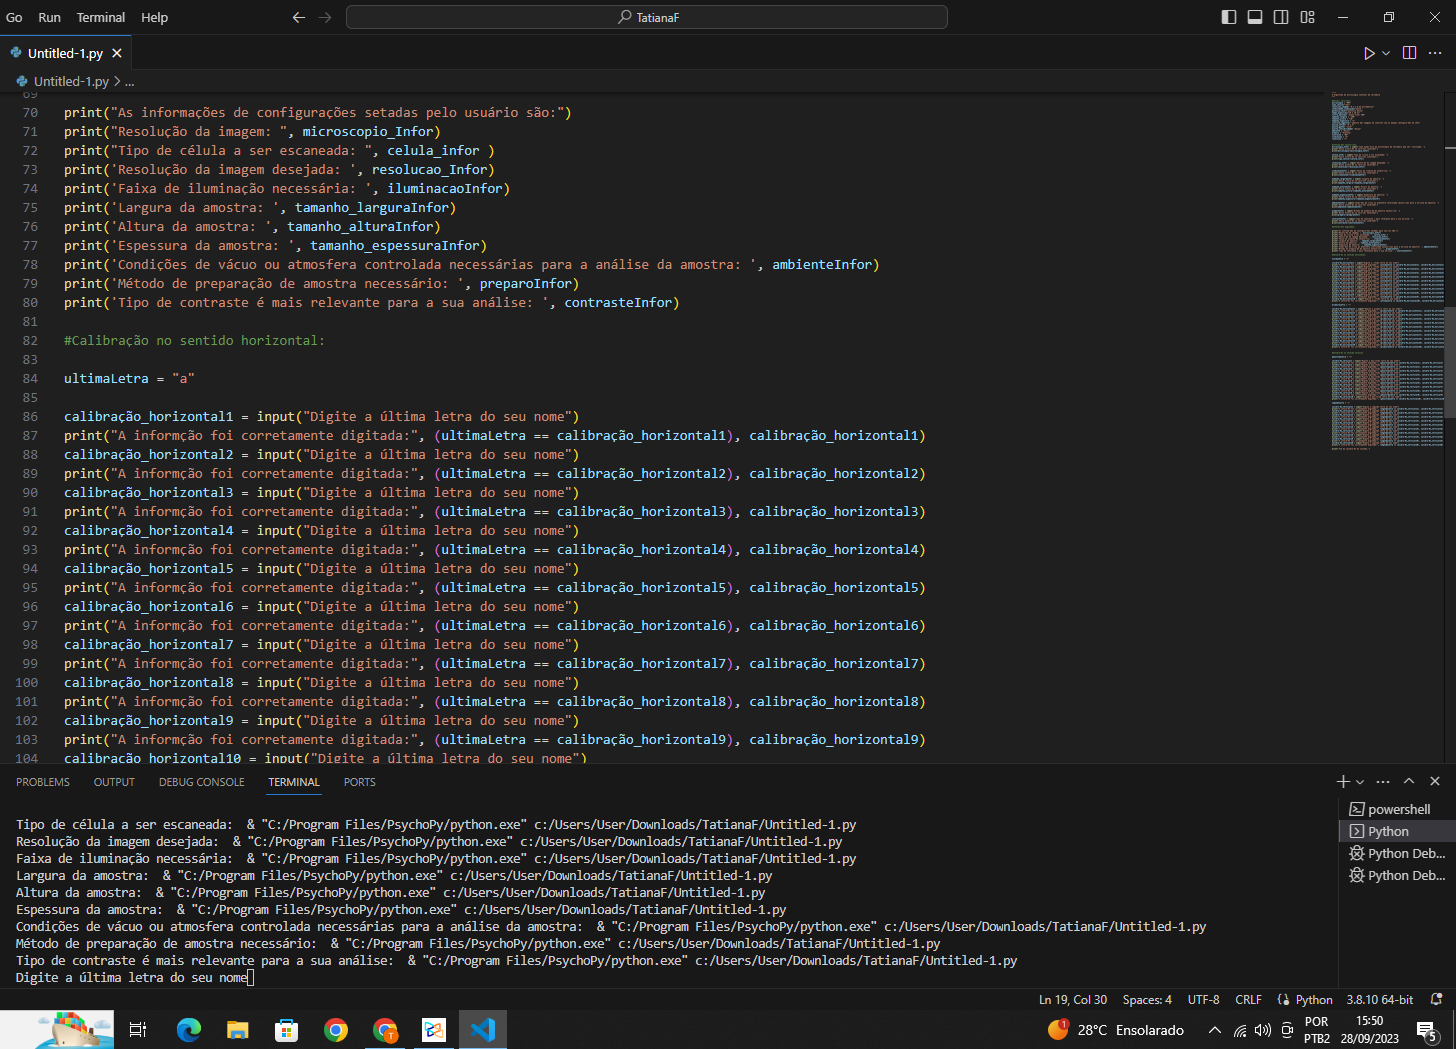 Go Run Terminal Help TatianaF
Untitled-1.py
Untitled-1.py > ...
69
70 print("As informações de configurações setadas pelo usuário são:")
71 print("Resolução da imagem: ", microscopio_Infor)
72 print("Tipo de célula a ser escaneada: ", celula_infor )
73 print('Resolução da imagem desejada: ', resolucao_Infor)
74 print('Faixa de iluminação necessária: ', iluminacaoInfor)
75 print('Largura da amostra: ', tamanho_larguraInfor)
76 print('Altura da amostra: ', tamanho_alturaInfor)
77 print('Espessura da amostra: ', tamanho_espessuraInfor)
78 print('Condições de vácuo ou atmosfera controlada necessárias para a análise da amostra: ', ambienteInfor)
79 print('Método de preparação de amostra necessário: ', preparoInfor)
80 print('Tipo de contraste é mais relevante para a sua análise: ', contrasteInfor)
81
82 #Calibração no sentido horizontal:
83
84 ultimaLetra = "a"
85
86 calibração_horizontal1 = input("Digite a última letra do seu nome")
87 print("A informção foi corretamente digitada:", (ultimaLetra == calibração_horizontal1), calibração_horizontal1)
88 calibração_horizontal2 = input("Digite a última letra do seu nome")
89 print("A informção foi corretamente digitada:", (ultimaLetra == calibração_horizontal2), calibração_horizontal2)
90 calibração_horizontal3 = input("Digite a última letra do seu nome")
91 print("A informção foi corretamente digitada:", (ultimaLetra == calibração_horizontal3), calibração_horizontal3)
92 calibração_horizontal4 = input("Digite a última letra do seu nome")
93 print("A informção foi corretamente digitada:", (ultimaLetra == calibração_horizontal4), calibração_horizontal4)
94 calibração_horizontal5 = input("Digite a última letra do seu nome")
95 print("A informção foi corretamente digitada:", (ultimaLetra == calibração_horizontal5), calibração_horizontal5)
96 calibração_horizontal6 = input("Digite a última letra do seu nome")
97 print("A informção foi corretamente digitada:", (ultimaLetra == calibração_horizontal6), calibração_horizontal6)
98 calibração_horizontal7 = input("Digite a última letra do seu nome")
99 print("A informção foi corretamente digitada:", (ultimaLetra == calibração_horizontal7), calibração_horizontal7)
100 calibração_horizontal8 = input("Digite a última letra do seu nome")
101 print("A informção foi corretamente digitada:", (ultimaLetra == calibração_horizontal8), calibração_horizontal8)
102 calibração_horizontal9 = input("Digite a última letra do seu nome")
103 print("A informção foi corretamente digitada:", (ultimaLetra == calibração_horizontal9), calibração_horizontal9)
104 calibração_horizontal10 = input("Digite a última letra do seu nome")
PROBLEMS OUTPUT DEBUG CONSOLE TERMINAL PORTS
Tipo de célula a ser escaneada:  & "C:/Program Files/PsychoPy/python.exe" c:/Users/User/Downloads/TatianaF/Untitled-1.py
Resolução da imagem desejada:  & "C:/Program Files/PsychoPy/python.exe" c:/Users/User/Downloads/TatianaF/Untitled-1.py
Faixa de iluminação necessária:  & "C:/Program Files/PsychoPy/python.exe" c:/Users/User/Downloads/TatianaF/Untitled-1.py
Largura da amostra:  & "C:/Program Files/PsychoPy/python.exe" c:/Users/User/Downloads/TatianaF/Untitled-1.py
Altura da amostra:  & "C:/Program Files/PsychoPy/python.exe" c:/Users/User/Downloads/TatianaF/Untitled-1.py
Espessura da amostra:  & "C:/Program Files/PsychoPy/python.exe" c:/Users/User/Downloads/TatianaF/Untitled-1.py
Condições de vácuo ou atmosfera controlada necessárias para a análise da amostra:  & "C:/Program Files/PsychoPy/python.exe" c:/Users/User/Downloads/TatianaF/Untitled-1.py
Método de preparação de amostra necessário:  & "C:/Program Files/PsychoPy/python.exe" c:/Users/User/Downloads/TatianaF/Untitled-1.py
Tipo de contraste é mais relevante para a sua análise:  & "C:/Program Files/PsychoPy/python.exe" c:/Users/User/Downloads/TatianaF/Untitled-1.py
Digite a última letra do seu nome
powershell
Python
Python Deb...
Python Deb...
Ln 19, Col 30 Spaces: 4 UTF-8 CRLF Python 3.8.10 64-bit
1 28°C Ensolarado POR PTB2 15:50 28/09/2023 5